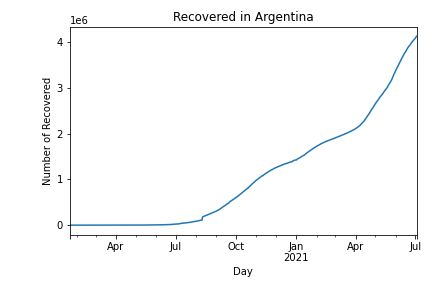 Recovered in Argentina
1e6
4
3
2
1
0
Number of Recovered
Apr
Jul
Oct
Jan
2021
Apr
Jul
Day